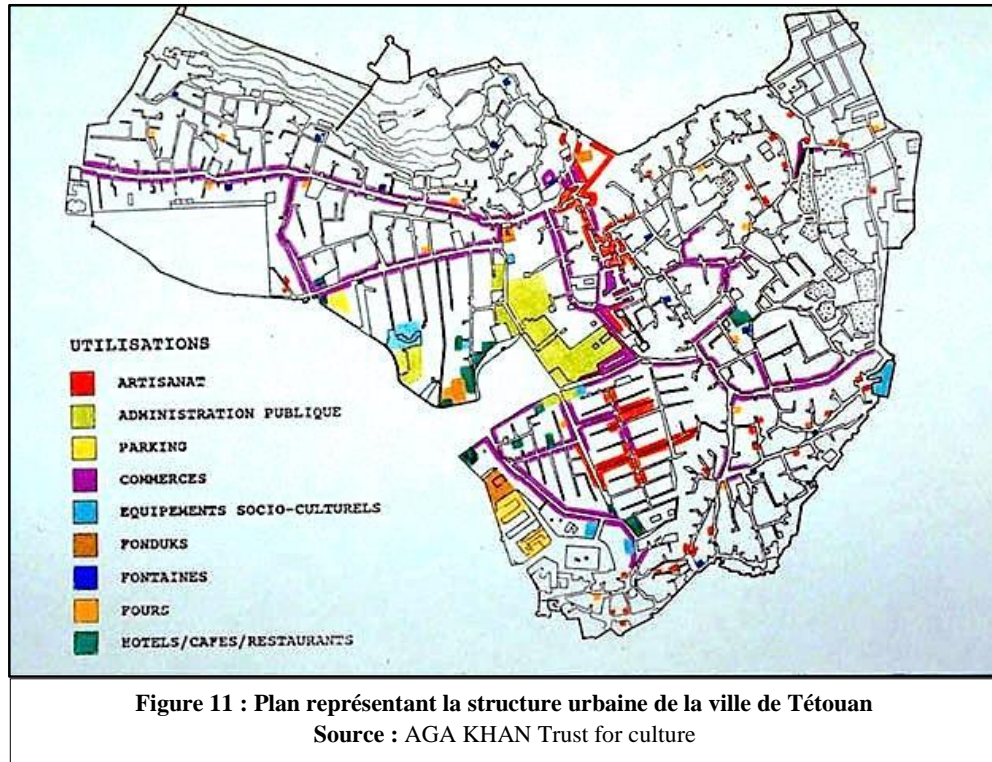 UTILISATIONS
ARTISANAT
ADMINISTRATION PUBLIQUE
PARKING
COMMERCES
EQUIPEMENTS SOCIO-CULTURELS
FONDUKS
FONTAINES
FOURS
HOTELS/CAFES/RESTAURANTS
Figure 11 : Plan représentant la structure urbaine de la ville de Tétouan
Source : AGA KHAN Trust for culture